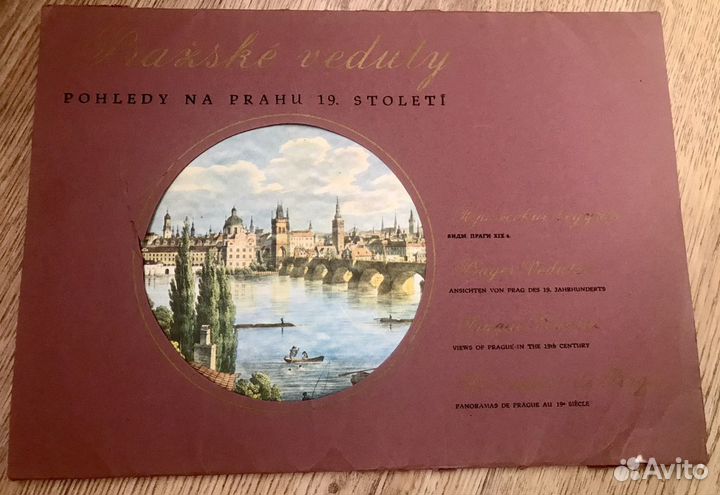 Pražské veduty
POHLEDY NA PRAHU 19. STOLETÍ
ВИДЫ ПРАГИ XIX в.
Prager Veduten
ANSICHTEN VON PRAG DES 19. JAHRHUNDERTS
VIEWS OF PRAGUE IN THE 19th CENTURY
PANORAMAS DE PRAGUE AU 19e SIÈCLE
Avito